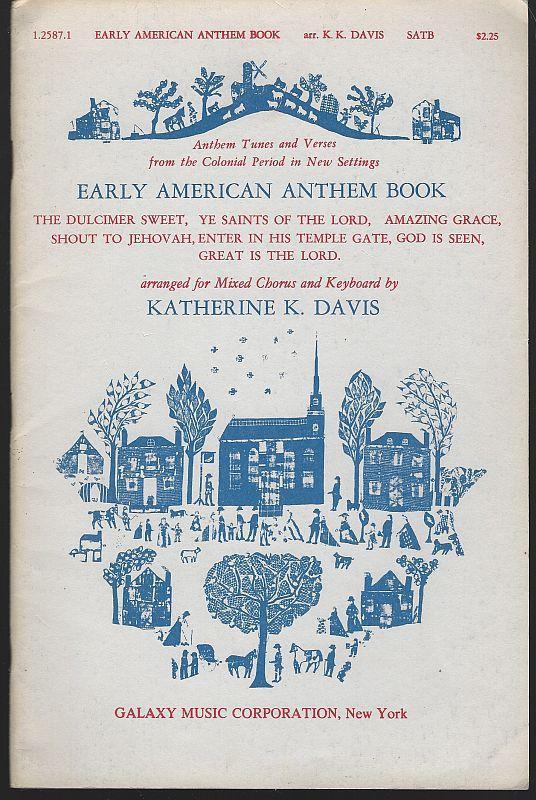 1.2587.1 EARLY AMERICAN ANTHEM BOOK arr. K. K. DAVIS SATB $2.25
Anthem Tunes and Verses
from the Colonial Period in New Settings
EARLY AMERICAN ANTHEM BOOK
THE DULCIMER SWEET, YE SAINTS OF THE LORD, AMAZING GRACE,
SHOUT TO JEHOVAH, ENTER IN HIS TEMPLE GATE, GOD IS SEEN,
GREAT IS THE LORD.
arranged for Mixed Chorus and Keyboard by
KATHERINE K. DAVIS
GALAXY MUSIC CORPORATION, New York